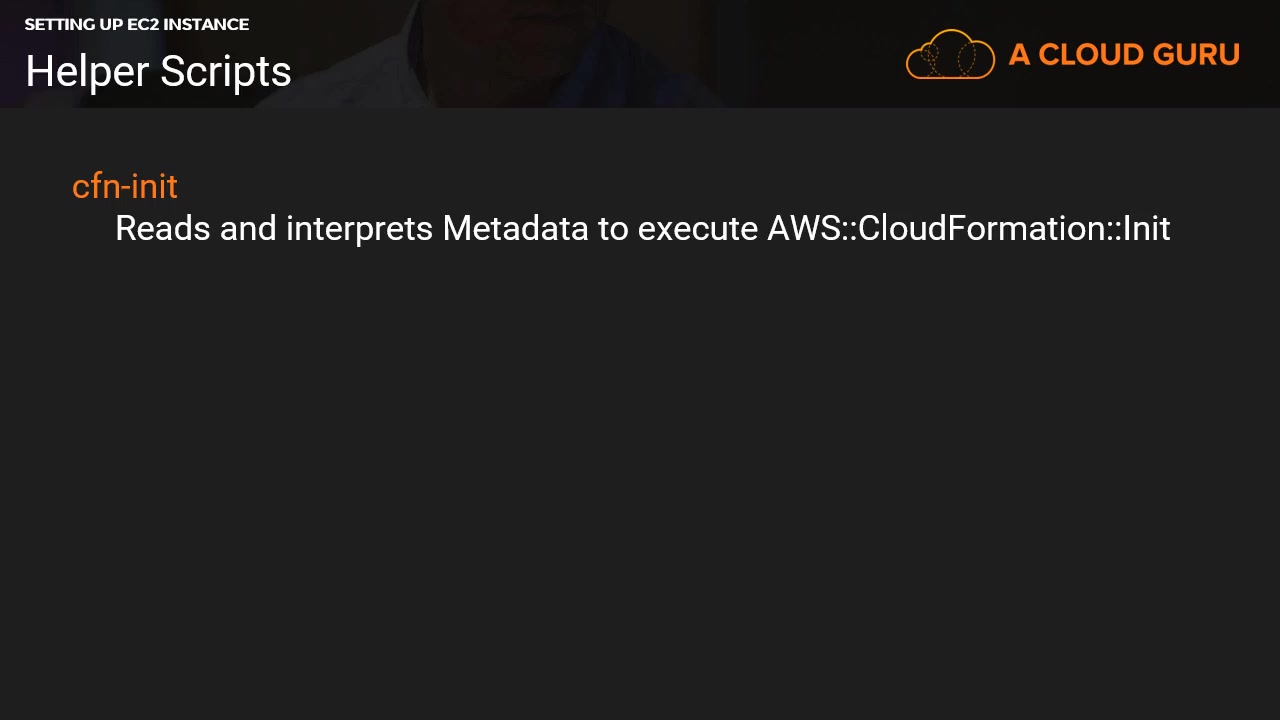 SETTING UP EC2 INSTANCE
Helper Scripts
A CLOUD GURU
cfn-init
Reads and interprets Metadata to execute AWS::CloudFormation::Init